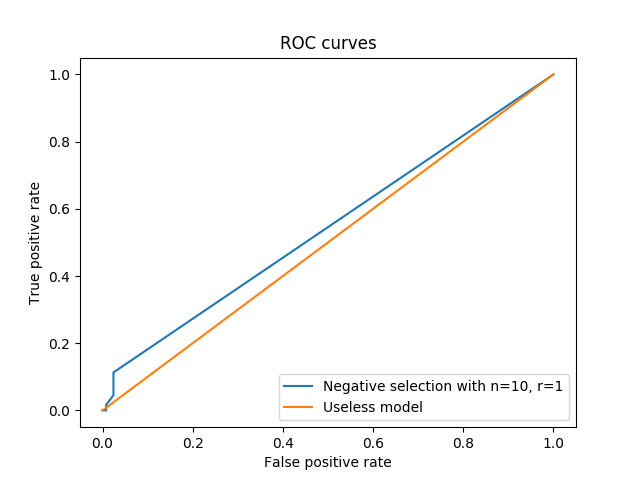 ROC curves
True positive rate
1.0
0.8
0.6
0.4
0.2
0.0
Negative selection with n=10, r=1
Useless model
0.0 0.2 0.4 0.6 0.8 1.0
False positive rate